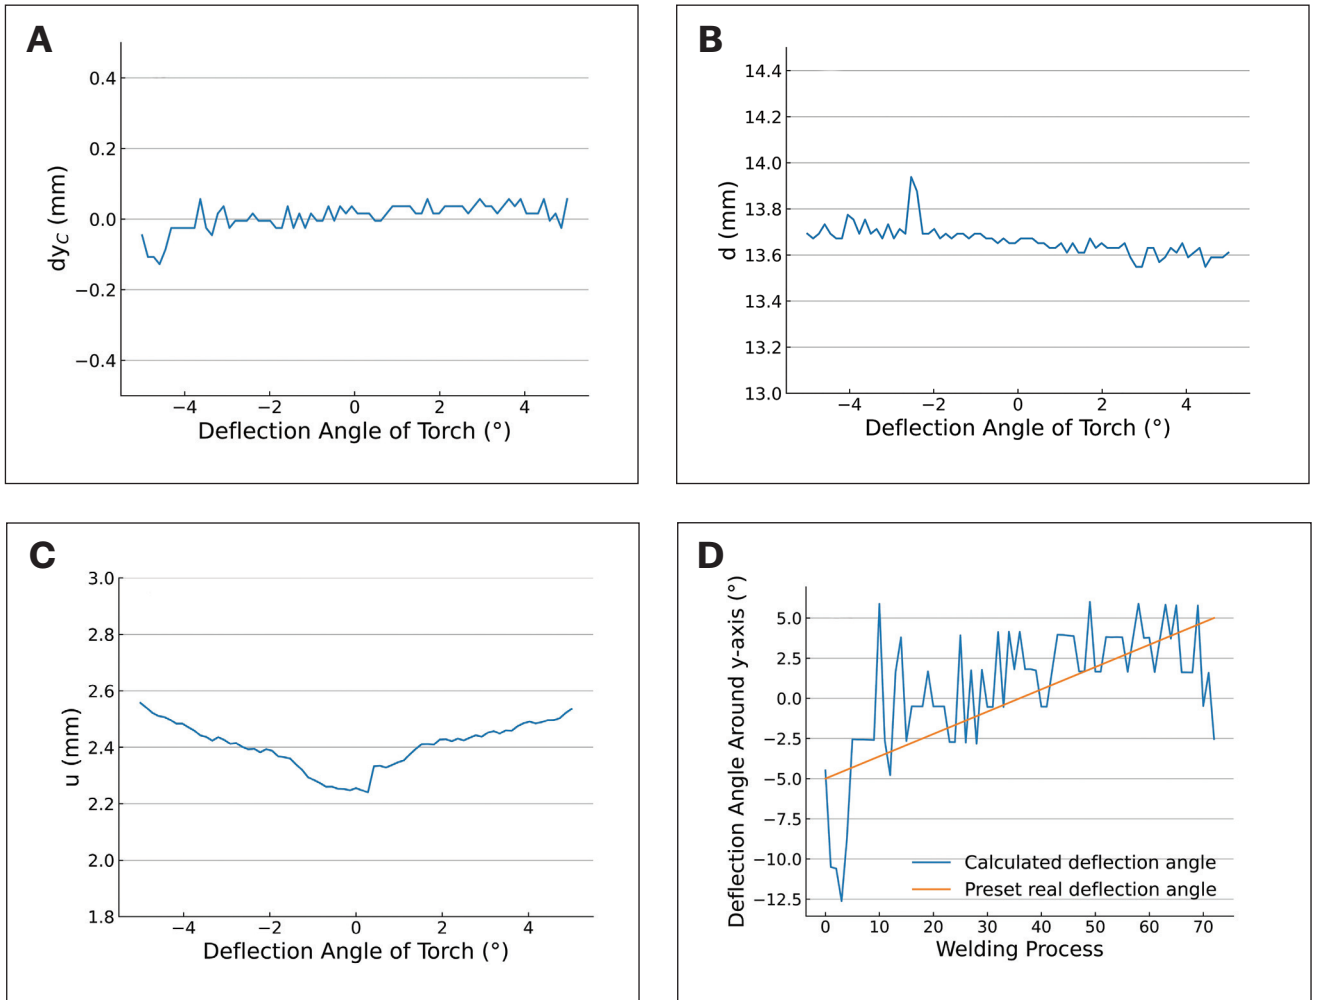 A
0.4
0.2
0.0
−0.2
−0.4
dyC (mm)
−4 −2 0 2 4
Deflection Angle of Torch (°)
B
14.4
14.2
14.0
13.8
13.6
13.4
13.2
13.0
d (mm)
−4 −2 0 2 4
Deflection Angle of Torch (°)
C
3.0
2.8
2.6
2.4
2.2
2.0
1.8
u (mm)
−4 −2 0 2 4
Deflection Angle of Torch (°)
D
5.0
2.5
0.0
−2.5
−5.0
−7.5
−10.0
−12.5
Deflection Angle Around y-axis (°)
Calculated deflection angle
Preset real deflection angle
0 10 20 30 40 50 60 70
Welding Process